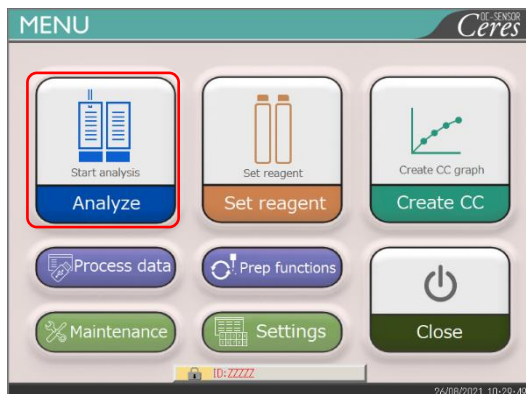 MENU
OC-SENSOR
Ceres
Start analysis
Analyze
Set reagent
Set reagent
Create CC graph
Create CC
Process data
Prep functions
Maintenance
Settings
Close
ID:ZZZZZ
26/08/2021 10:29:49